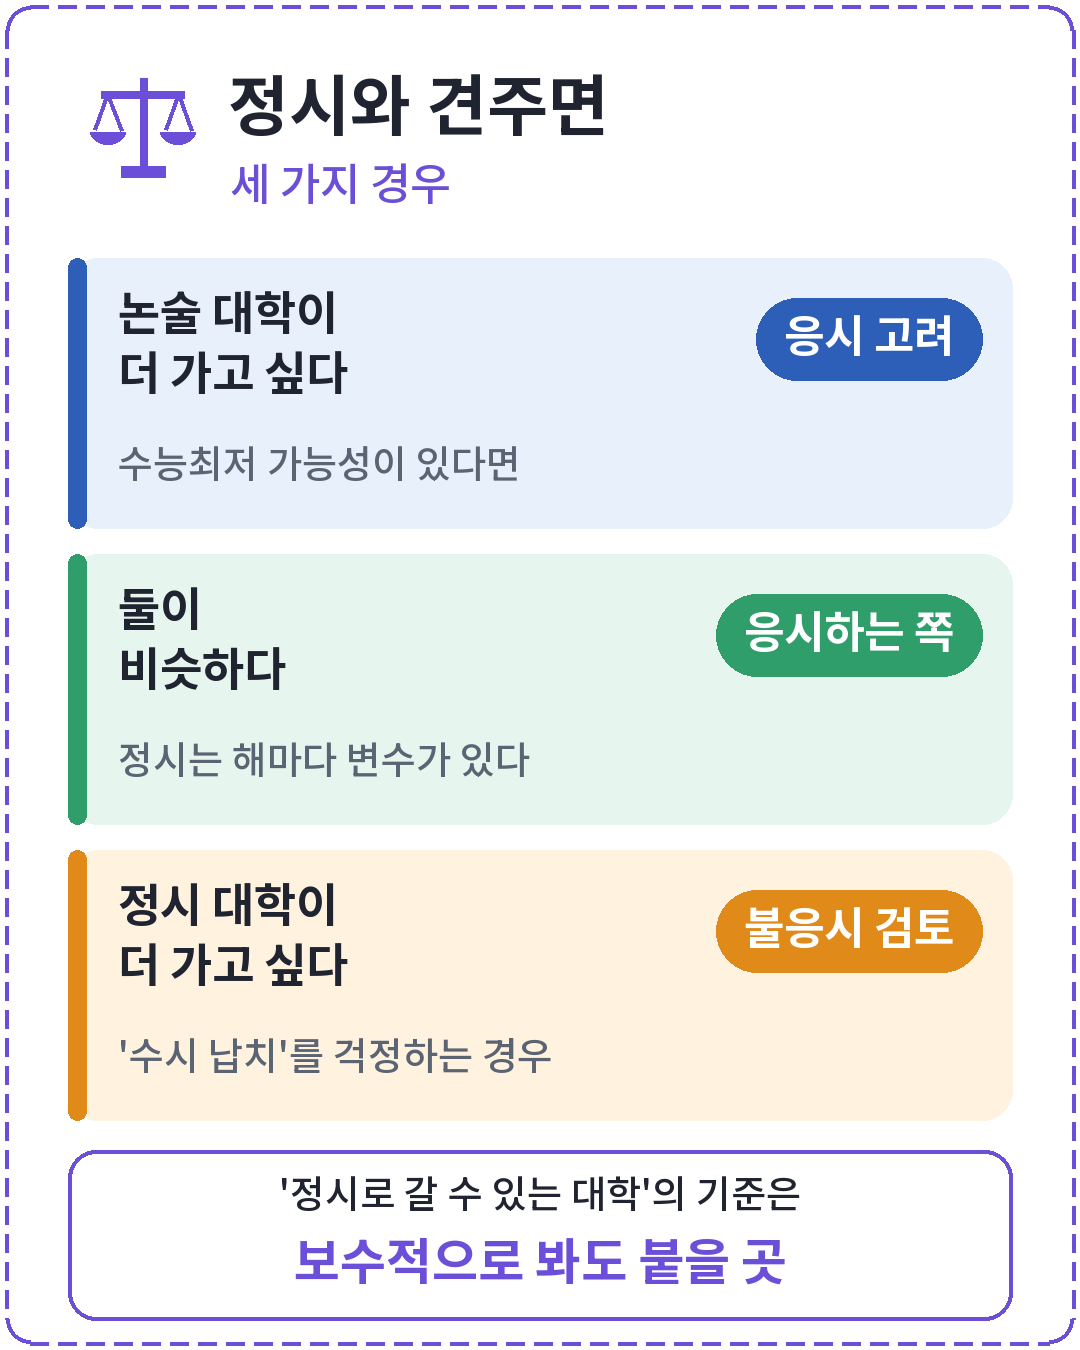 정시와 견주면
세 가지 경우
논술 대학이
더 가고 싶다
응시 고려
수능최저 가능성이 있다면
둘이
비슷하다
응시하는 쪽
정시는 해마다 변수가 있다
정시 대학이
더 가고 싶다
불응시 검토
'수시 납치'를 걱정하는 경우
'정시로 갈 수 있는 대학'의 기준은
보수적으로 봐도 붙을 곳